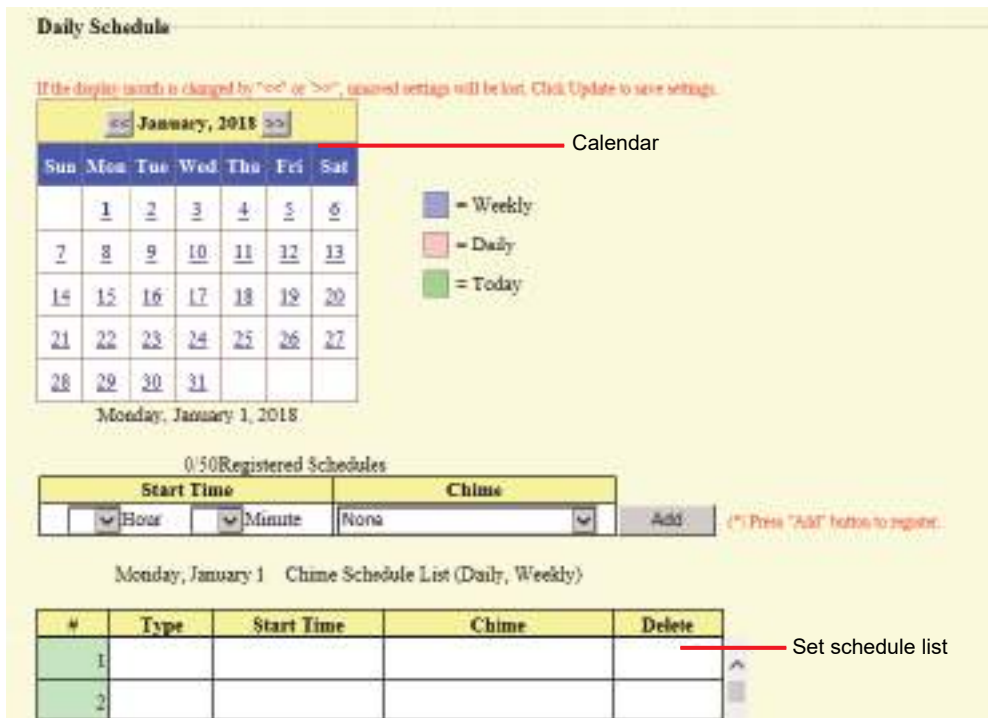 Daily Schedule
If the display month is changed by "<<" or ">>", unsaved settings will be lost. Click Update to save settings.
<< January, 2018 >>
Calendar
Sun Mon Tue Wed Thu Fri Sat
1 2 3 4 5 6
= Weekly
7 8 9 10 11 12 13
= Daily
14 15 16 17 18 19 20
= Today
21 22 23 24 25 26 27
28 29 30 31
Monday, January 1, 2018
0/50Registered Schedules
Start Time Chime
Hour Minute None Add (*) Press "Add" button to register.
Monday, January 1 Chime Schedule List (Daily, Weekly)
# Type Start Time Chime Delete
1
Set schedule list
2